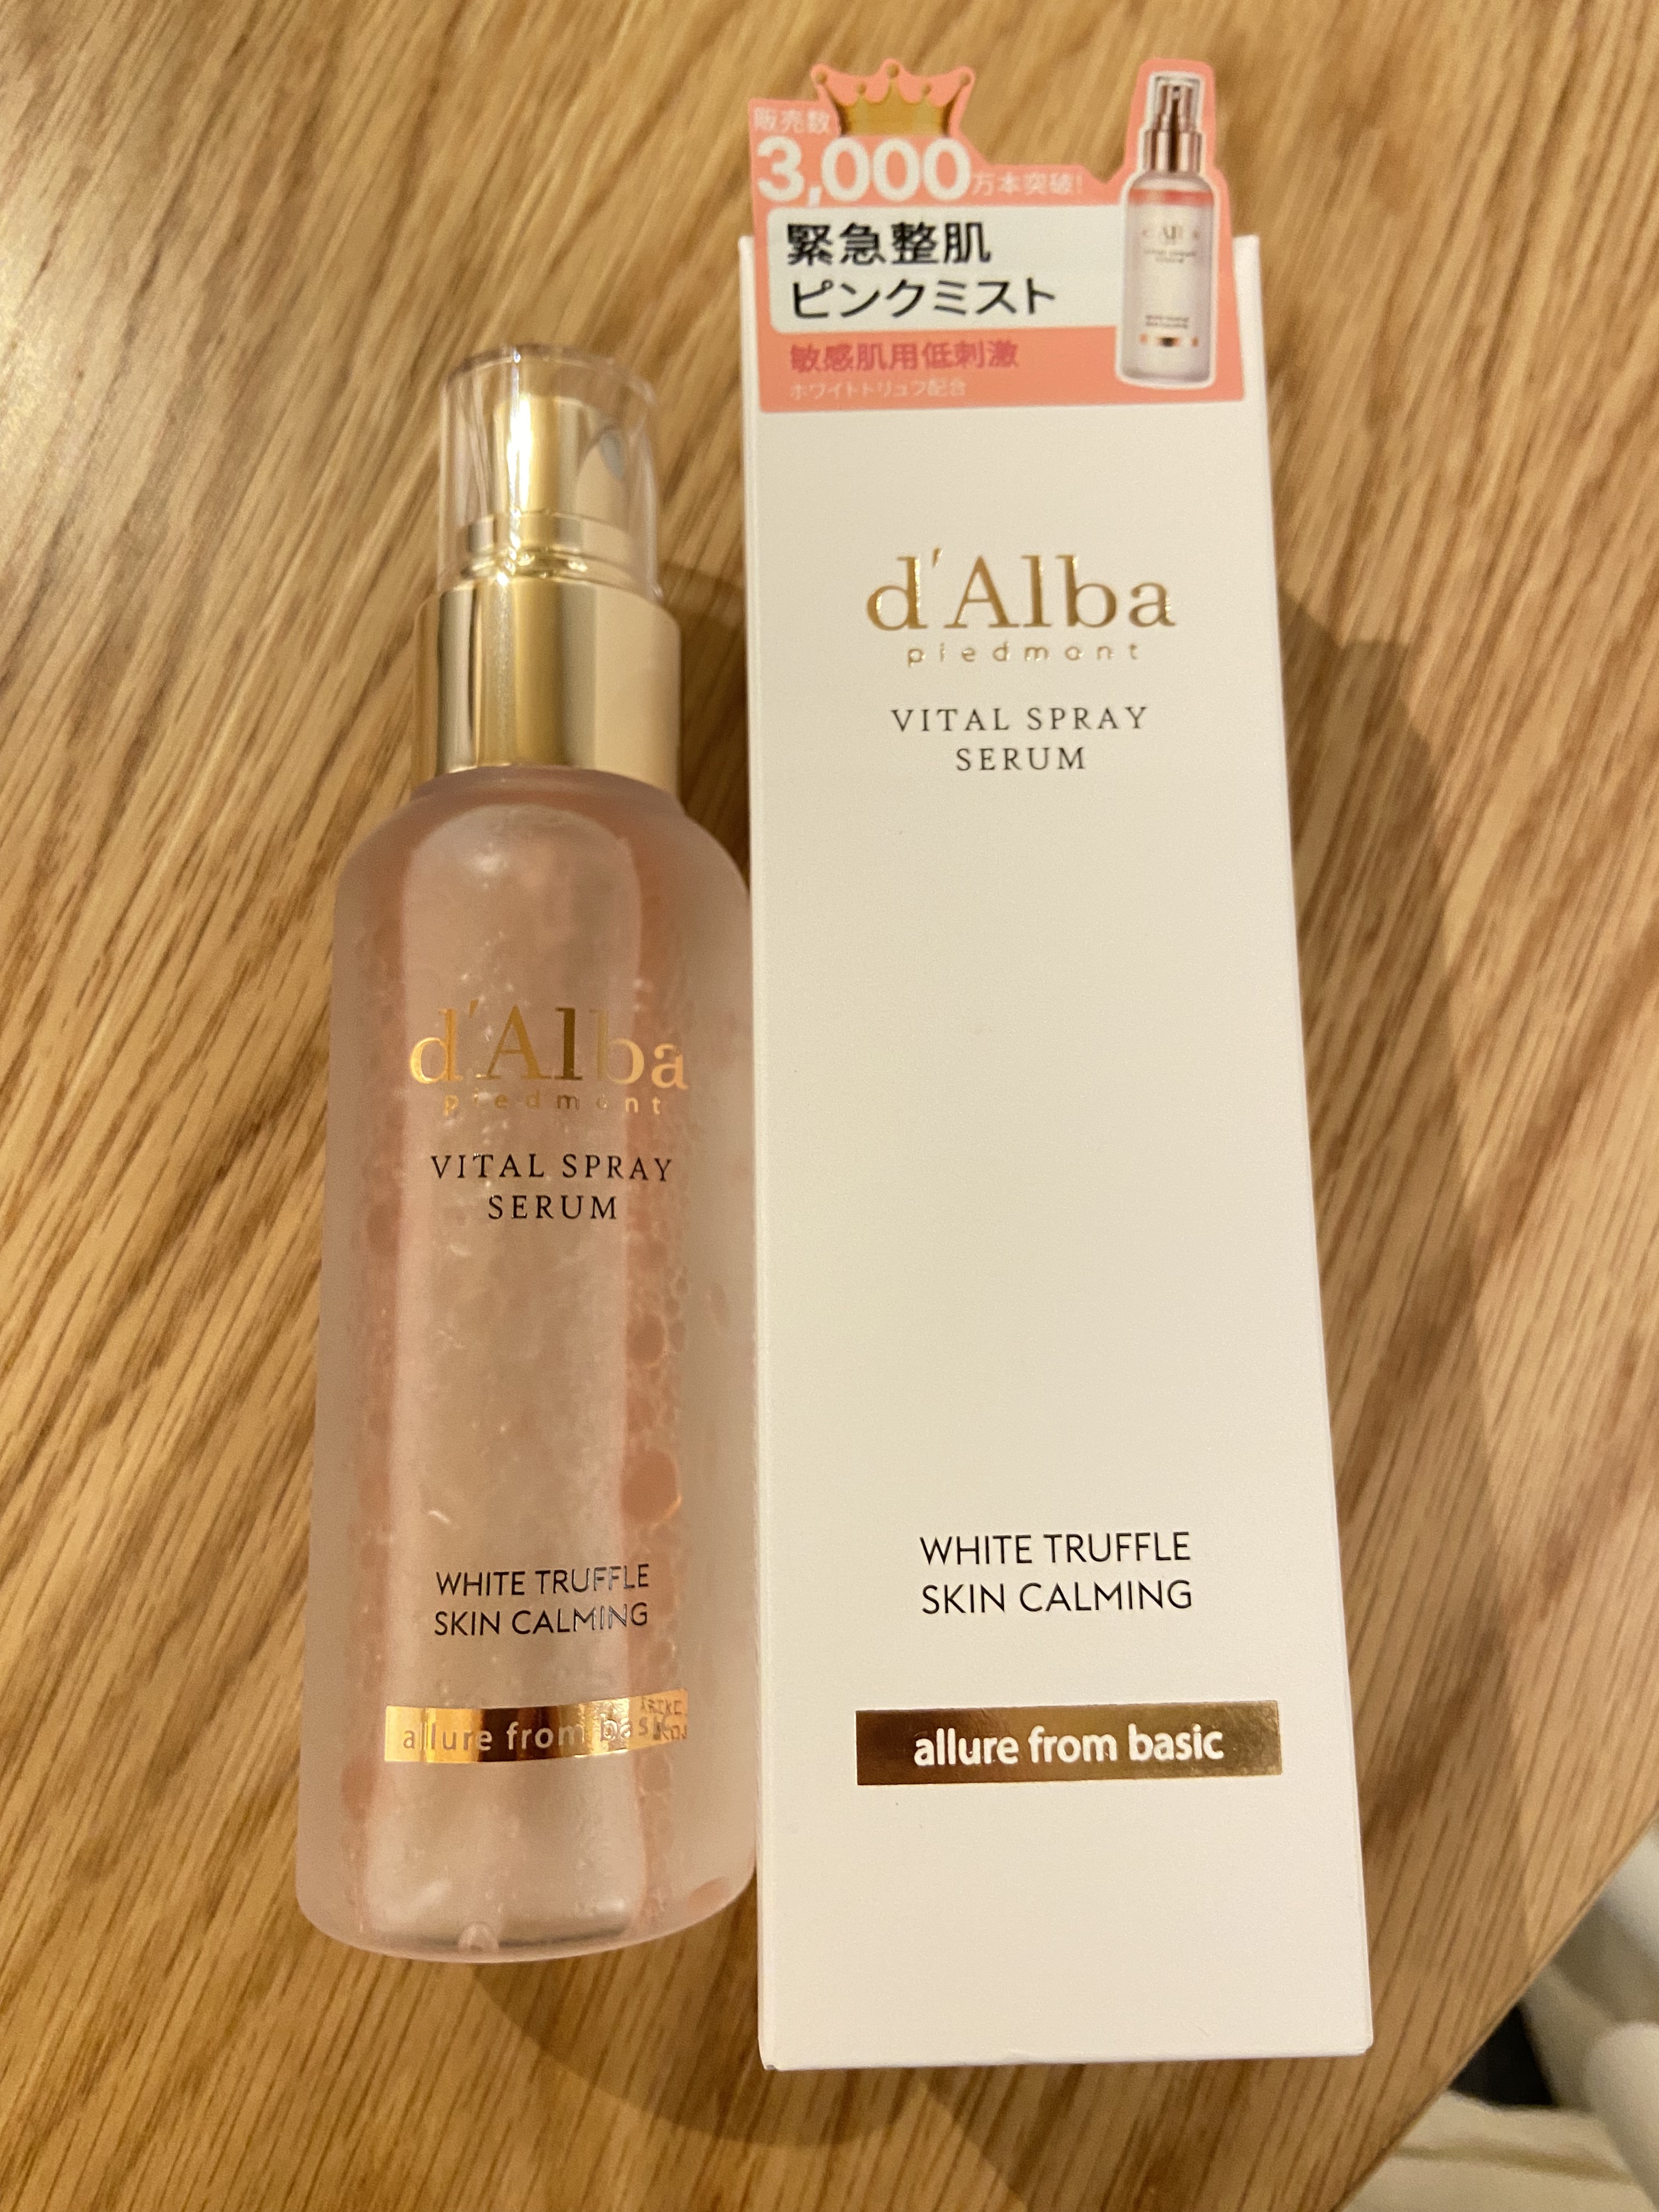 d'Alba
piedmont
VITAL SPRAY
SERUM
WHITE TRUFFLE
SKIN CALMING
allure from basic
販売数
3,000万本突破!
緊急整肌
ピンクミスト
敏感肌用低刺激
ホワイトトリュフ配合
d'Alba
piedmont
VITAL SPRAY
SERUM
WHITE TRUFFLE
SKIN CALMING
allure from basic